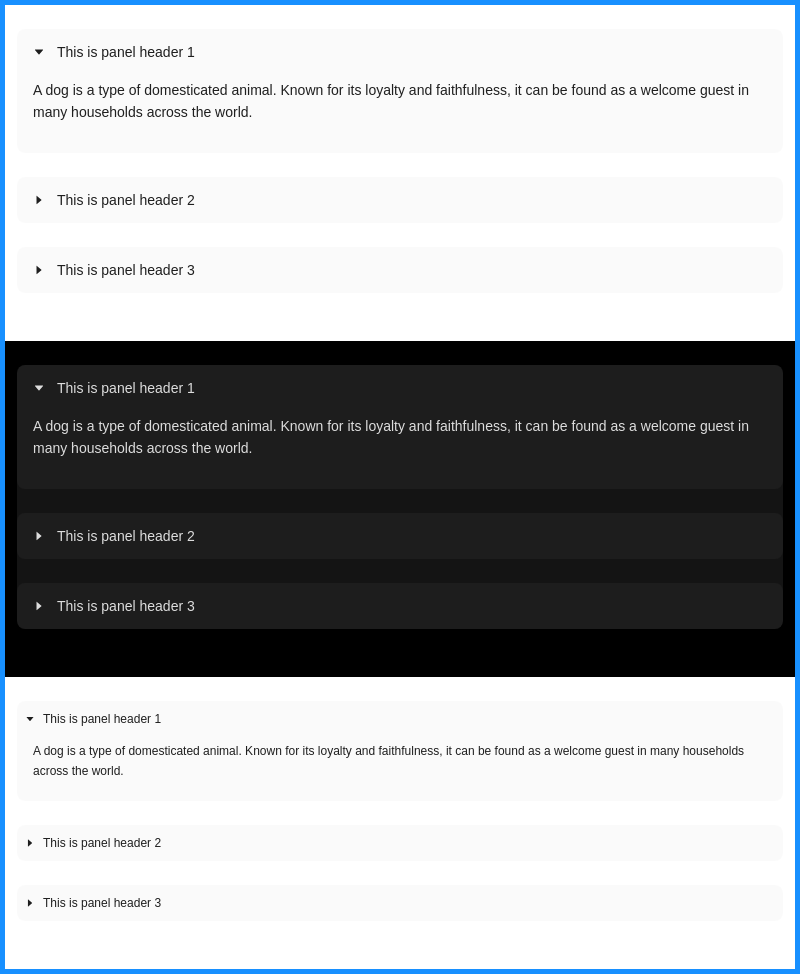 This is panel header 1
A dog is a type of domesticated animal. Known for its loyalty and faithfulness, it can be found as a welcome guest in
many households across the world.
This is panel header 2
This is panel header 3
This is panel header 1
A dog is a type of domesticated animal. Known for its loyalty and faithfulness, it can be found as a welcome guest in
many households across the world.
This is panel header 2
This is panel header 3
This is panel header 1
A dog is a type of domesticated animal. Known for its loyalty and faithfulness, it can be found as a welcome guest in many households
across the world.
This is panel header 2
This is panel header 3